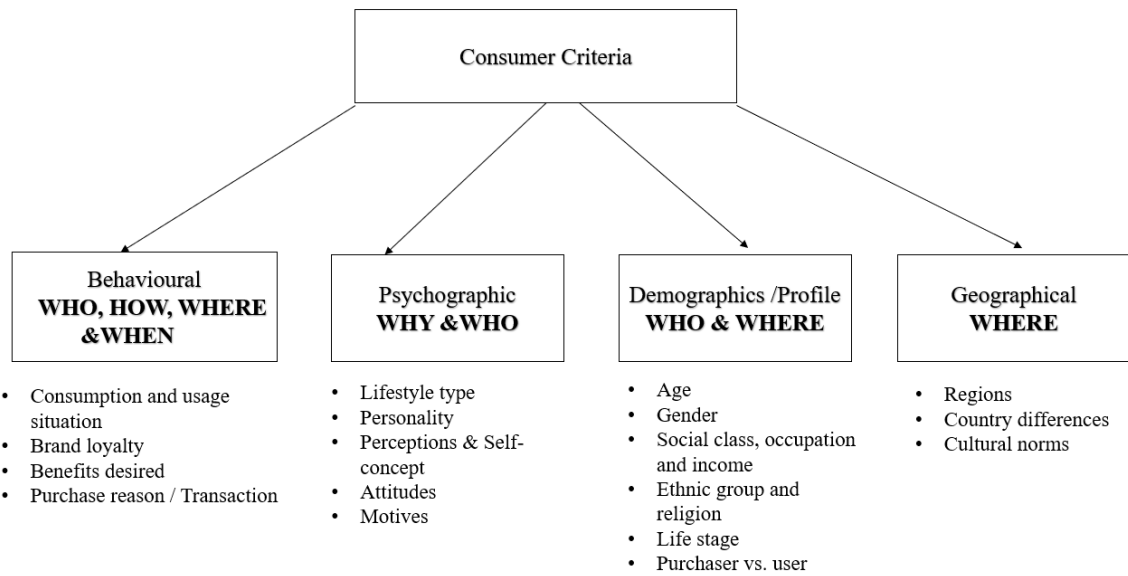 Consumer Criteria
Behavioural
WHO, HOW, WHERE
&WHEN
Psychographic
WHY &WHO
Demographics /Profile
WHO & WHERE
Geographical
WHERE
• Consumption and usage
situation
• Brand loyalty
• Benefits desired
• Purchase reason / Transaction
• Lifestyle type
• Personality
• Perceptions & Self-
concept
• Attitudes
• Motives
• Age
• Gender
• Social class, occupation
and income
• Ethnic group and
religion
• Life stage
• Purchaser vs. user
• Regions
• Country differences
• Cultural norms